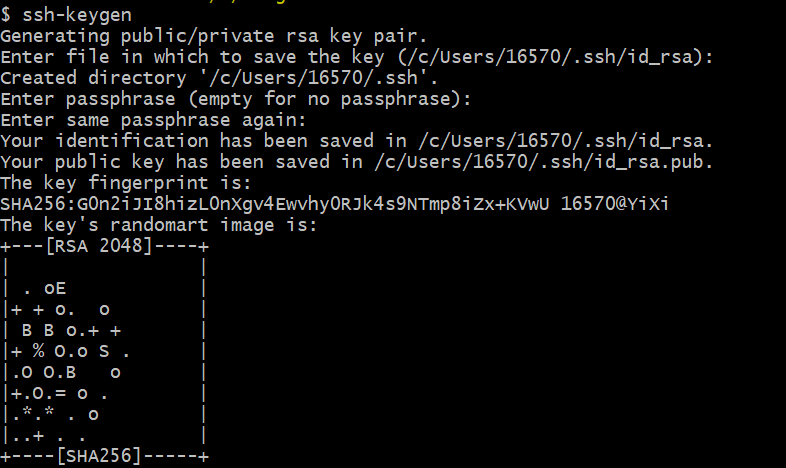 $ ssh-keygen
Generating public/private rsa key pair.
Enter file in which to save the key (/c/Users/16570/.ssh/id_rsa):
Created directory '/c/Users/16570/.ssh'.
Enter passphrase (empty for no passphrase):
Enter same passphrase again:
Your identification has been saved in /c/Users/16570/.ssh/id_rsa.
Your public key has been saved in /c/Users/16570/.ssh/id_rsa.pub.
The key fingerprint is:
SHA256:G0n2iJI8hizL0nXgv4Ewvhy0RJk4s9NTmp8iZx+KVwU 16570@YiXi
The key's randomart image is:
+---[RSA 2048]----+
|                 |
| . oE            |
|+ + o.  o        |
| B B o.+ +       |
|+ % O.o S .      |
|.O O.B   o       |
|+.O.= o .        |
|.*.* . o         |
|..+ . .          |
+----[SHA256]-----+